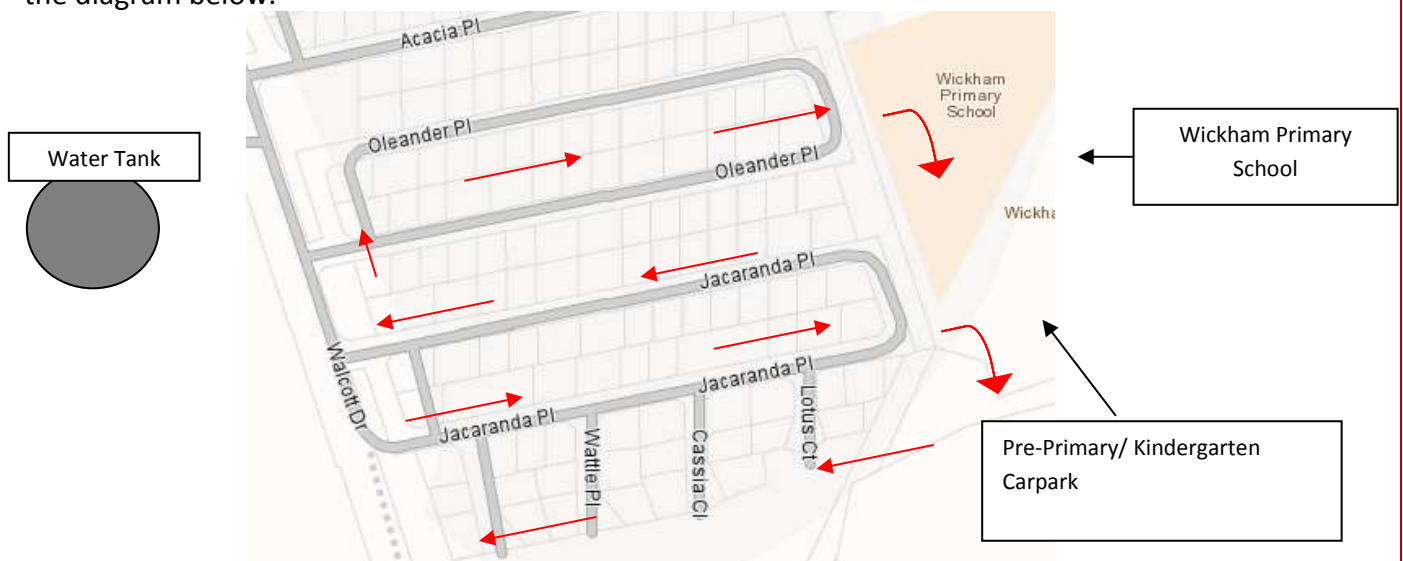 the diagram below.
Acacia Pl
Wickham
Primary
School
Oleander Pl
Water Tank
Wickham Primary
School
Oleander Pl
Wickha
Jacaranda Pl
Walcott Dr
Jacaranda Pl
Lotus Ct
Jacaranda Pl
Wattle Pl
Cassia Cl
Pre-Primary/ Kindergarten
Carpark